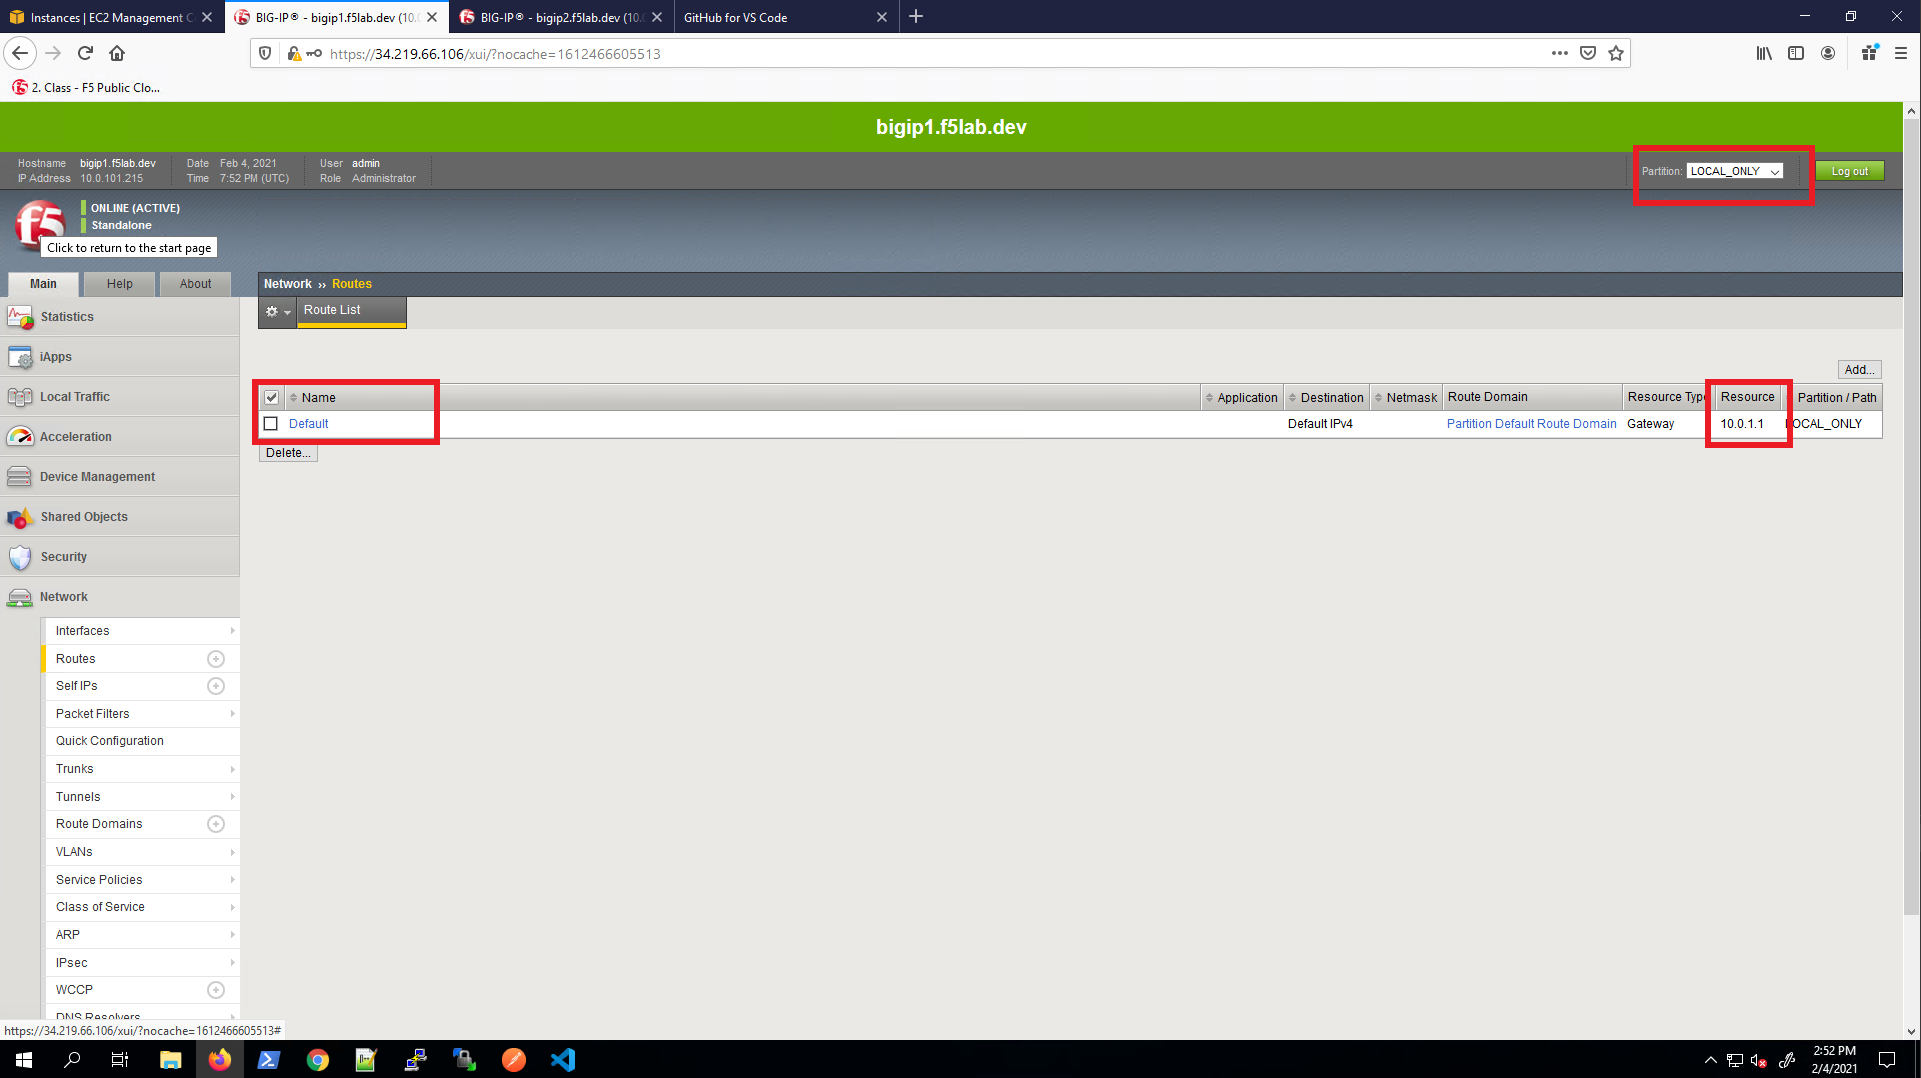 Instances | EC2 Management C
BIG-IP® - bigip1.f5lab.dev (10.0
BIG-IP® - bigip2.f5lab.dev (10.
GitHub for VS Code
https://34.219.66.106/xui/?nocache=1612466605513
2. Class - F5 Public Clo...
bigip1.f5lab.dev
Hostname bigip1.f5lab.dev
IP Address 10.0.101.215
Date Feb 4, 2021
Time 7:52 PM (UTC)
User admin
Role Administrator
Partition: LOCAL_ONLY
Log out
f5
ONLINE (ACTIVE)
Standalone
Click to return to the start page
Main Help About
Network ›› Routes
Route List
Statistics
iApps
Local Traffic
Acceleration
Device Management
Shared Objects
Security
Network
Interfaces
Routes
Self IPs
Packet Filters
Quick Configuration
Trunks
Tunnels
Route Domains
VLANs
Service Policies
Class of Service
ARP
IPsec
WCCP
DNS Resolvers
Add...
Name Application Destination Netmask Route Domain Resource Type Resource Partition / Path
Default Default IPv4 Partition Default Route Domain Gateway 10.0.1.1 LOCAL_ONLY
Delete...
https://34.219.66.106/xui/?nocache=1612466605513#
2:52 PM
2/4/2021